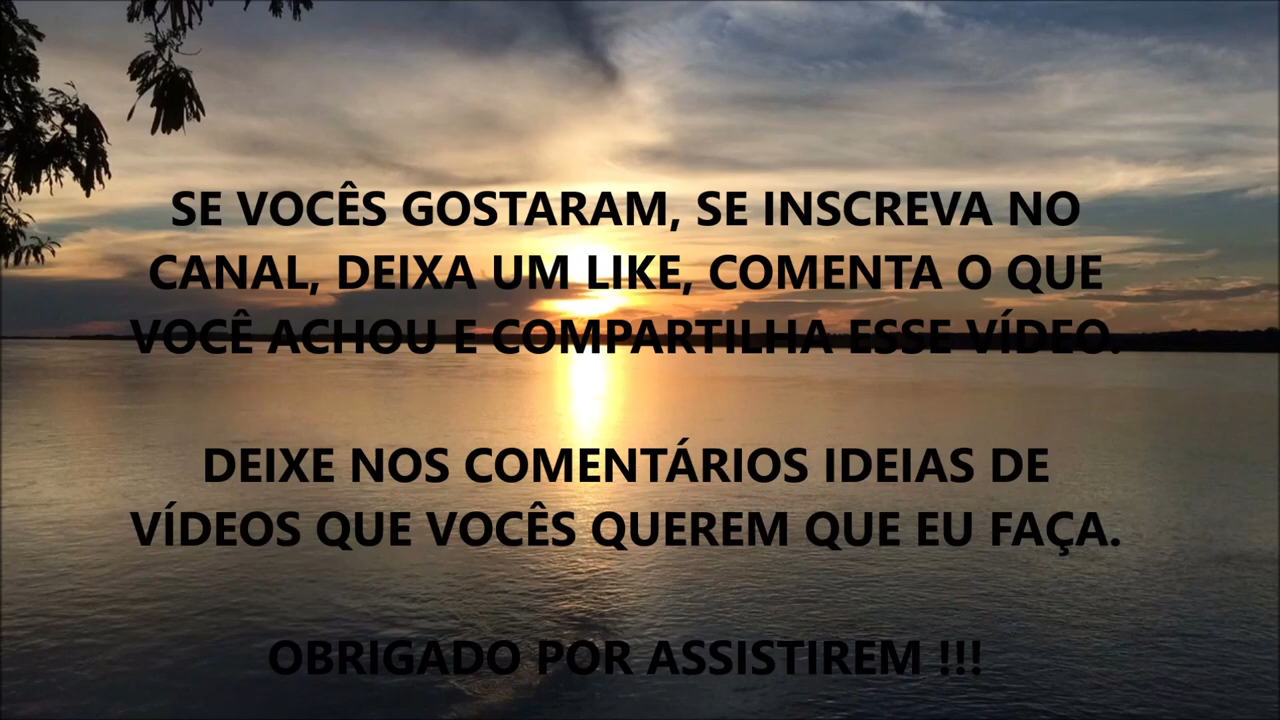 SE VOCÊS GOSTARAM, SE INSCREVA NO
CANAL, DEIXA UM LIKE, COMENTA O QUE
VOCÊ ACHOU E COMPARTILHA ESSE VÍDEO.
DEIXE NOS COMENTÁRIOS IDEIAS DE
VÍDEOS QUE VOCÊS QUEREM QUE EU FAÇA.
OBRIGADO POR ASSISTIREM !!!